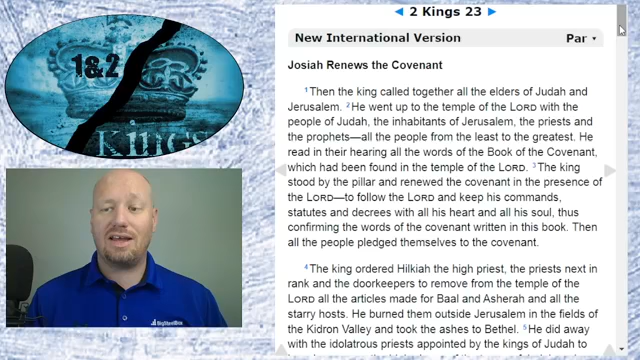 1&2
Kings
2 Kings 23
New International Version
Par
Josiah Renews the Covenant
1Then the king called together all the elders of Judah and
Jerusalem. 2He went up to the temple of the LORD with the
people of Judah, the inhabitants of Jerusalem, the priests and
the prophets—all the people from the least to the greatest. He
read in their hearing all the words of the Book of the Covenant,
which had been found in the temple of the LORD. 3The king
stood by the pillar and renewed the covenant in the presence of
the LORD—to follow the LORD and keep his commands,
statutes and decrees with all his heart and all his soul, thus
confirming the words of the covenant written in this book. Then
all the people pledged themselves to the covenant.
4The king ordered Hilkiah the high priest, the priests next in
rank and the doorkeepers to remove from the temple of the
LORD all the articles made for Baal and Asherah and all the
starry hosts. He burned them outside Jerusalem in the fields of
the Kidron Valley and took the ashes to Bethel. 5He did away
with the idolatrous priests appointed by the kings of Judah to